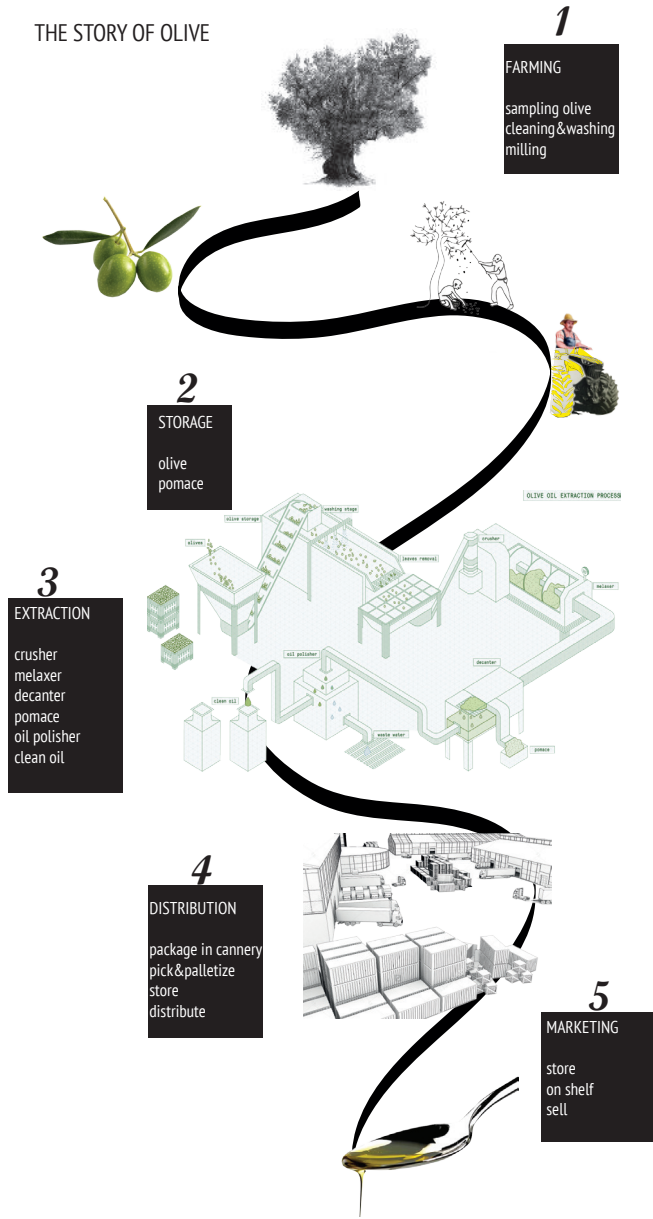 THE STORY OF OLIVE
1
FARMING
sampling olive
cleaning&washing
milling
2
STORAGE
olive
pomace
OLIVE OIL EXTRACTION PROCESS
washing stage
olive storage
olives
leaves removal
crusher
melaxer
3
EXTRACTION
crusher
melaxer
decanter
pomace
oil polisher
clean oil
oil polisher
decanter
clean oil
waste water
pomace
4
DISTRIBUTION
package in cannery
pick&palletize
store
distribute
5
MARKETING
store
on shelf
sell